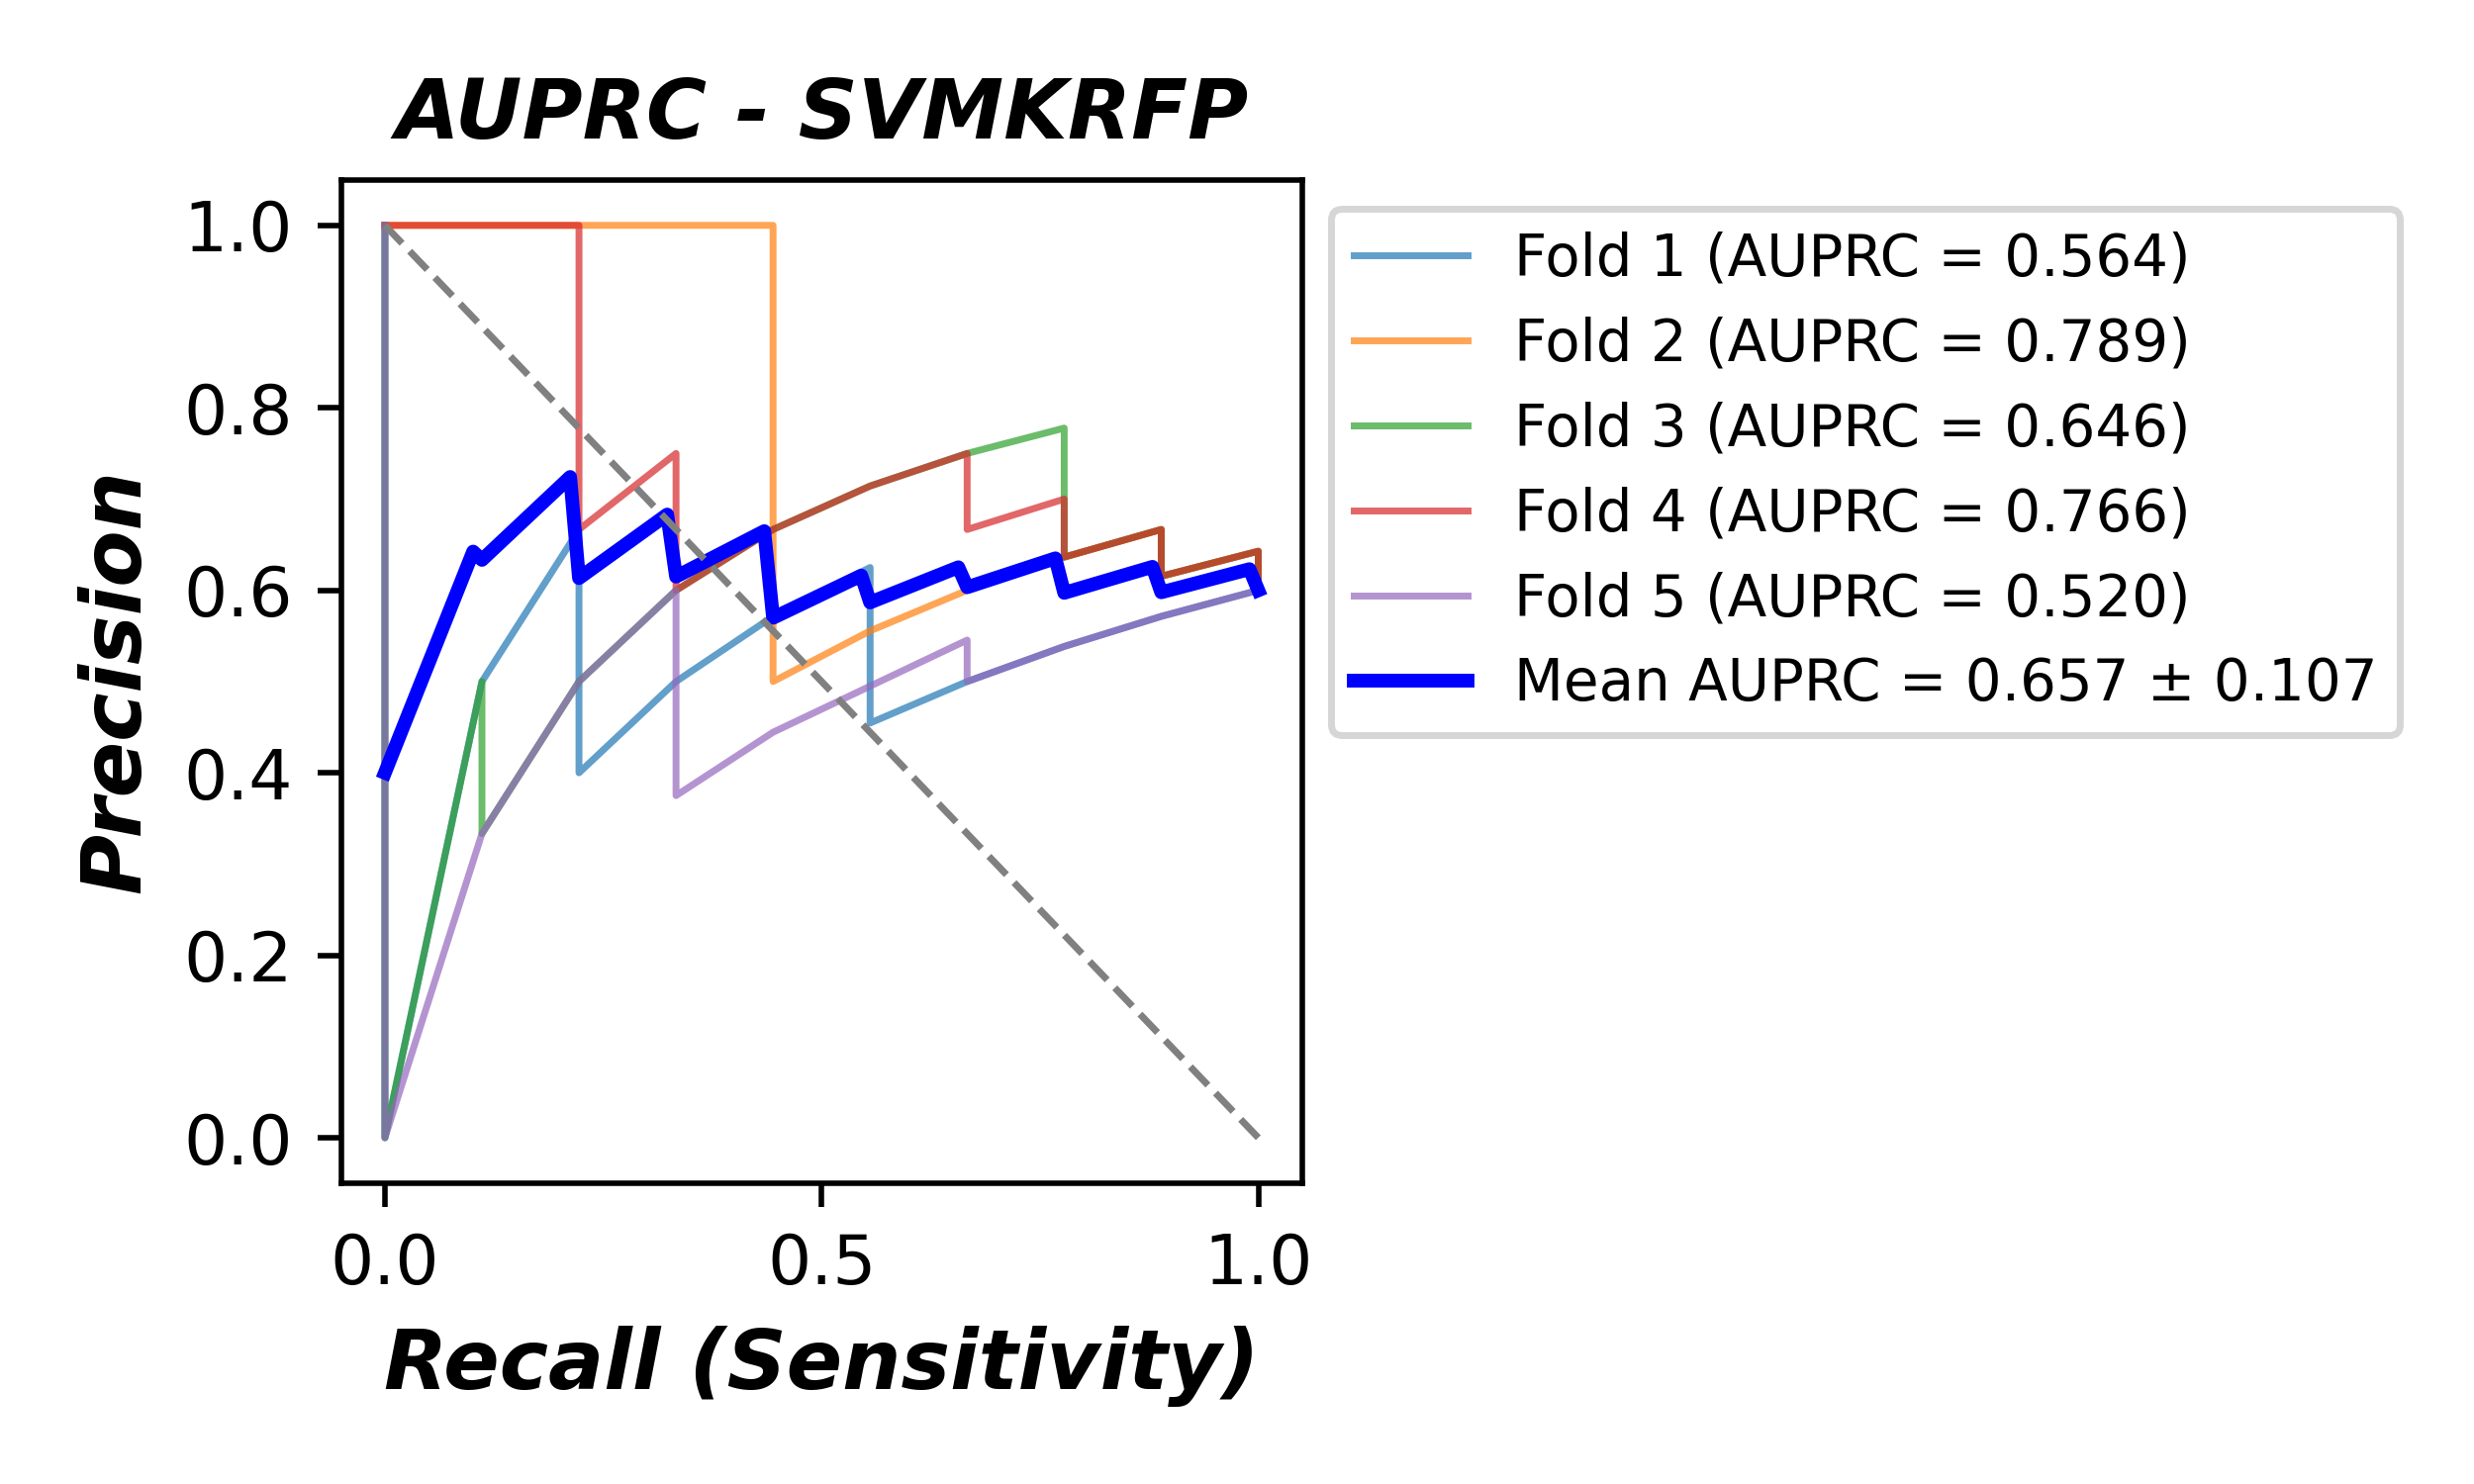 AUPRC - SVMKRFP
Precision
1.0
0.8
0.6
0.4
0.2
0.0
0.0 0.5 1.0
Recall (Sensitivity)
Fold 1 (AUPRC = 0.564)
Fold 2 (AUPRC = 0.789)
Fold 3 (AUPRC = 0.646)
Fold 4 (AUPRC = 0.766)
Fold 5 (AUPRC = 0.520)
Mean AUPRC = 0.657 ± 0.107